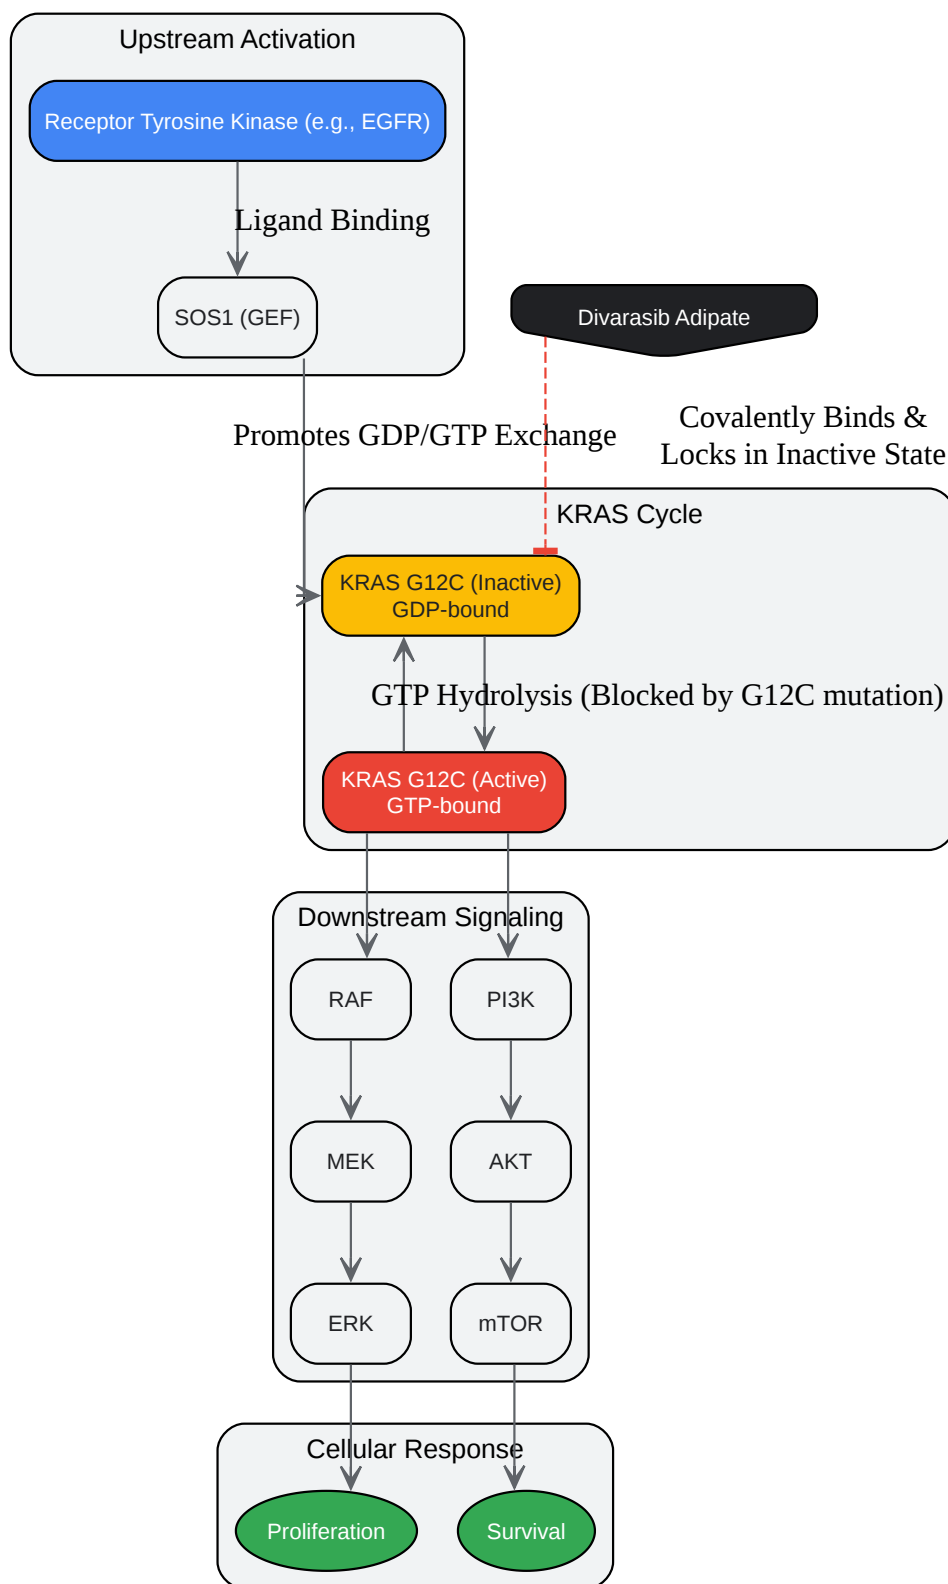 Upstream Activation
Receptor Tyrosine Kinase (e.g., EGFR)
Ligand Binding
SOS1 (GEF)
Divarasib Adipate
Promotes GDP/GTP Exchange
Covalently Binds &
Locks in Inactive State
KRAS Cycle
KRAS G12C (Inactive)
GDP-bound
GTP Hydrolysis (Blocked by G12C mutation)
KRAS G12C (Active)
GTP-bound
Downstream Signaling
RAF
PI3K
MEK
AKT
ERK
mTOR
Cellular Response
Proliferation
Survival